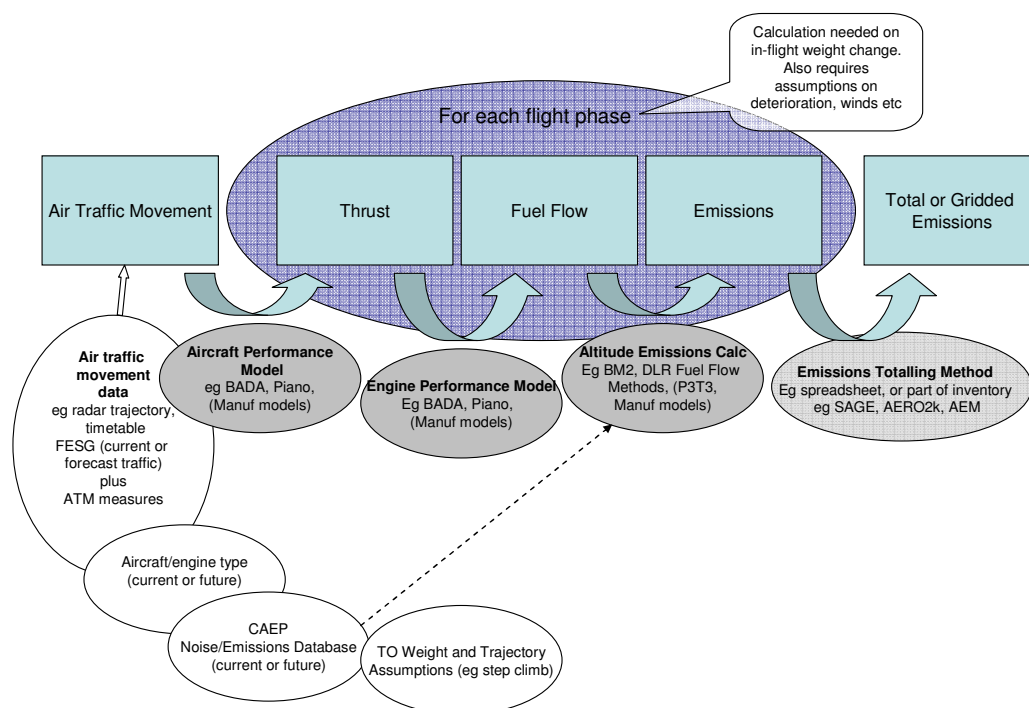 Calculation needed on
in-flight weight change.
Also requires
assumptions on
deterioration, winds etc
For each flight phase
Air Traffic Movement
Thrust
Fuel Flow
Emissions
Total or Gridded
Emissions
Air traffic
movement
data
eg radar trajectory,
timetable
FESG (current or
forecast traffic)
plus
ATM measures
Aircraft Performance
Model
eg BADA, Piano,
(Manuf models)
Engine Performance Model
Eg BADA, Piano,
(Manuf models)
Altitude Emissions Calc
Eg BM2, DLR Fuel Flow
Methods, (P3T3,
Manuf models)
Emissions Totalling Method
Eg spreadsheet, or part of inventory
eg SAGE, AERO2k, AEM
Aircraft/engine type
(current or future)
CAEP
Noise/Emissions Database
(current or future)
TO Weight and Trajectory
Assumptions (eg step climb)